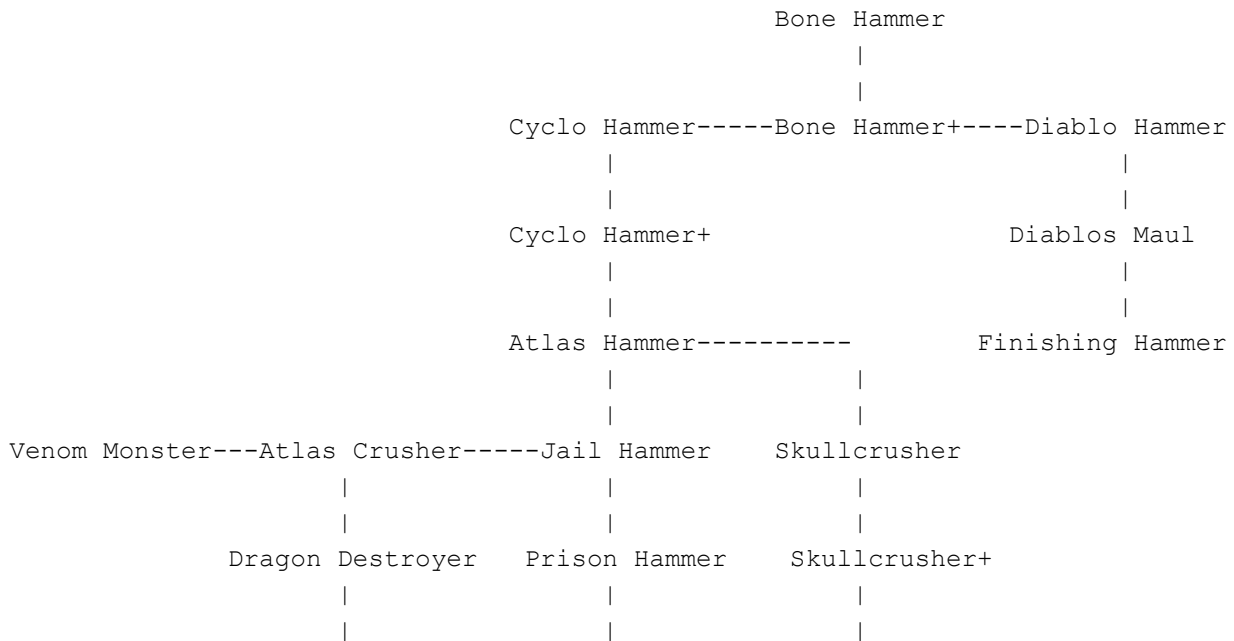 Bone Hammer
|
|
Cyclo Hammer-----Bone Hammer+----Diablo Hammer
| |
| |
Cyclo Hammer+ Diablos Maul
| |
| |
Atlas Hammer---------- Finishing Hammer
| |
| |
Venom Monster---Atlas Crusher-----Jail Hammer Skullcrusher
| | |
| | |
Dragon Destroyer Prison Hammer Skullcrusher+
| | |
| | |